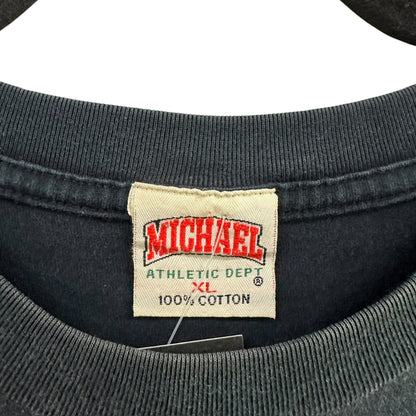 MICHAEL
ATHLETIC DEPT
XL ®
100% COTTON